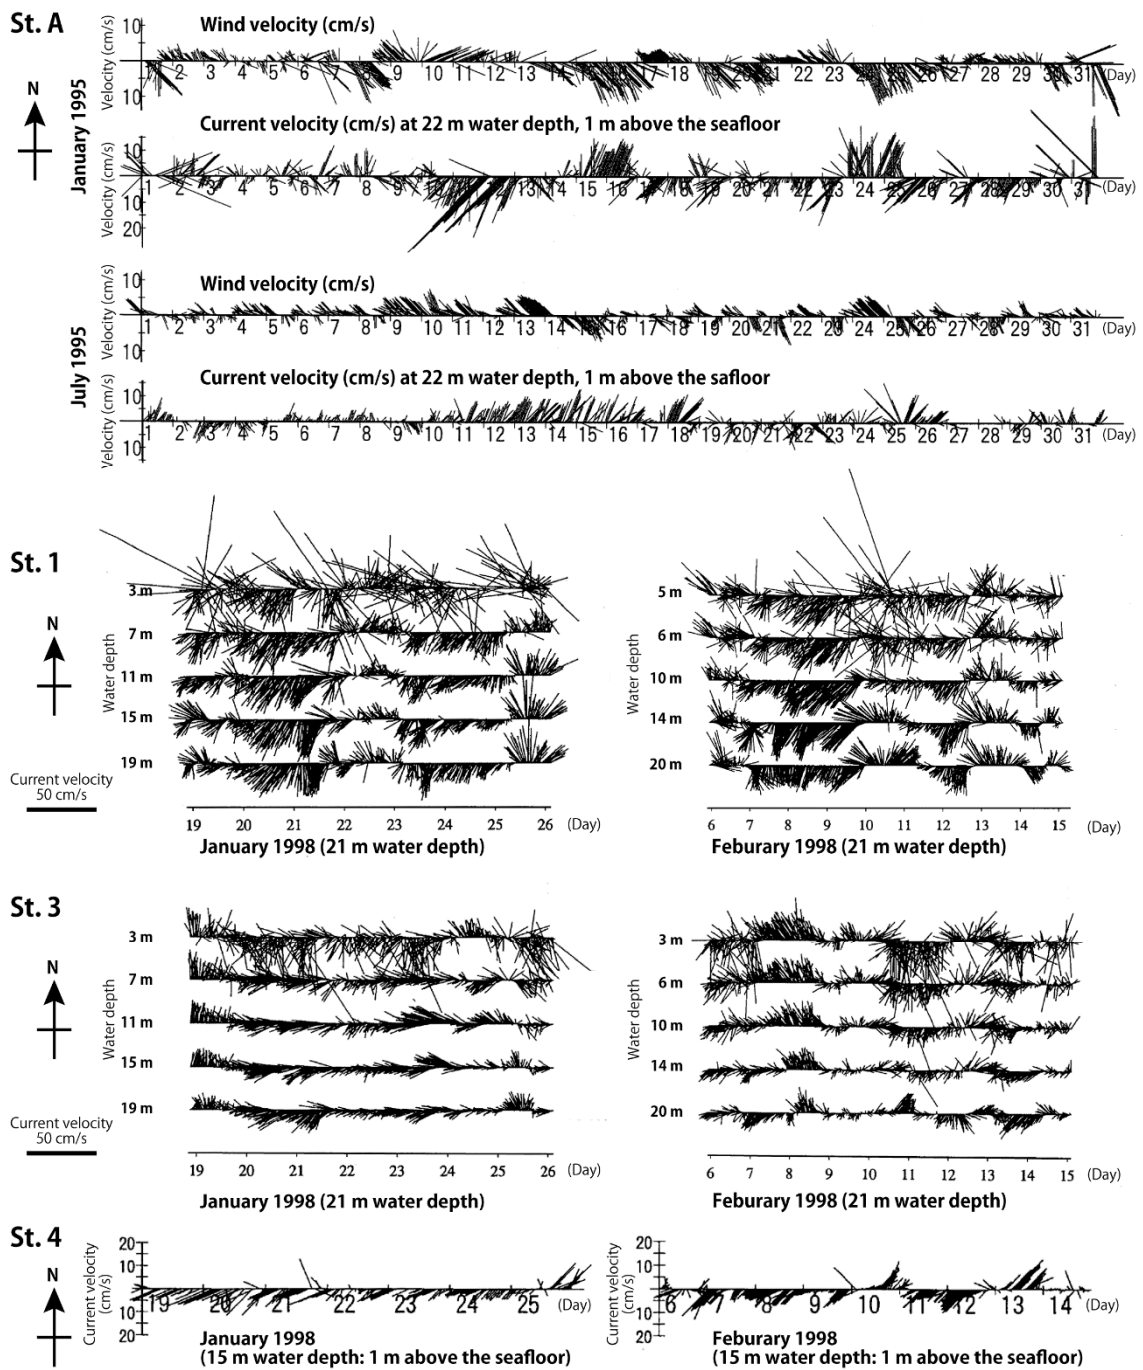 St. A
Wind velocity (cm/s)
N
January 1995
Velocity (cm/s)
10
10
2 3 4 5 6 7 8 9 10 11 12 13 14 15 16 17 18 19 20 21 22 23 24 25 26 27 28 29 30 31 (Day)
Current velocity (cm/s) at 22 m water depth, 1 m above the seafloor
Velocity (cm/s)
10
10
20
1 2 3 4 5 6 7 8 9 10 11 12 13 14 15 16 17 18 19 20 21 22 23 24 25 26 27 28 29 30 31 (Day)
July 1995
Wind velocity (cm/s)
Velocity (cm/s)
10
10
1 2 3 4 5 6 7 8 9 10 11 12 13 14 15 16 17 18 19 20 21 22 23 24 25 26 27 28 29 30 31 (Day)
Current velocity (cm/s) at 22 m water depth, 1 m above the safloor
Velocity (cm/s)
10
10
1 2 3 4 5 6 7 8 9 10 11 12 13 14 15 16 17 18 19 20 21 22 23 24 25 26 27 28 29 30 31 (Day)
St. 1
N
Water depth
3 m
7 m
11 m
15 m
19 m
Current velocity
50 cm/s
19 20 21 22 23 24 25 26 (Day)
January 1998 (21 m water depth)
Water depth
5 m
6 m
10 m
14 m
20 m
6 7 8 9 10 11 12 13 14 15 (Day)
Feburary 1998 (21 m water depth)
St. 3
N
Water depth
3 m
7 m
11 m
15 m
19 m
Current velocity
50 cm/s
19 20 21 22 23 24 25 26 (Day)
January 1998 (21 m water depth)
Water depth
3 m
6 m
10 m
14 m
20 m
6 7 8 9 10 11 12 13 14 15 (Day)
Feburary 1998 (21 m water depth)
St. 4
N
Current velocity
(cm/s)
20
10
10
20
19 20 21 22 23 24 25 (Day)
January 1998
(15 m water depth: 1 m above the seafloor)
Current velocity
(cm/s)
20
10
10
20
6 7 8 9 10 11 12 13 14 (Day)
Feburary 1998
(15 m water depth: 1 m above the seafloor)